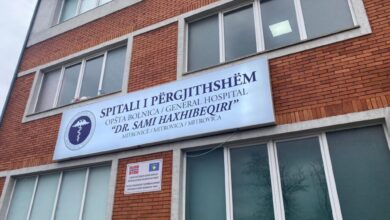 SPITALI I PËRGJITHSHËM
OPŠTA BOLNICA / GENERAL HOSPITAL
"DR. SAMI HAXHIBEQIRI"
MITROVICË / MITROVICA / MITROVICA